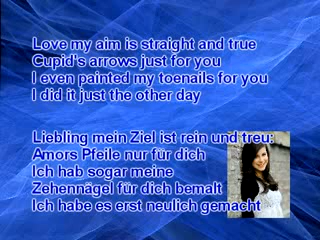 Love my aim is straight and true
Cupid's arrows just for you
I even painted my toenails for you
I did it just the other day
Liebling mein Ziel ist rein und treu:
Amors Pfeile nur für dich
Ich hab sogar meine
Zehennägel für dich bemalt
Ich habe es erst neulich gemacht